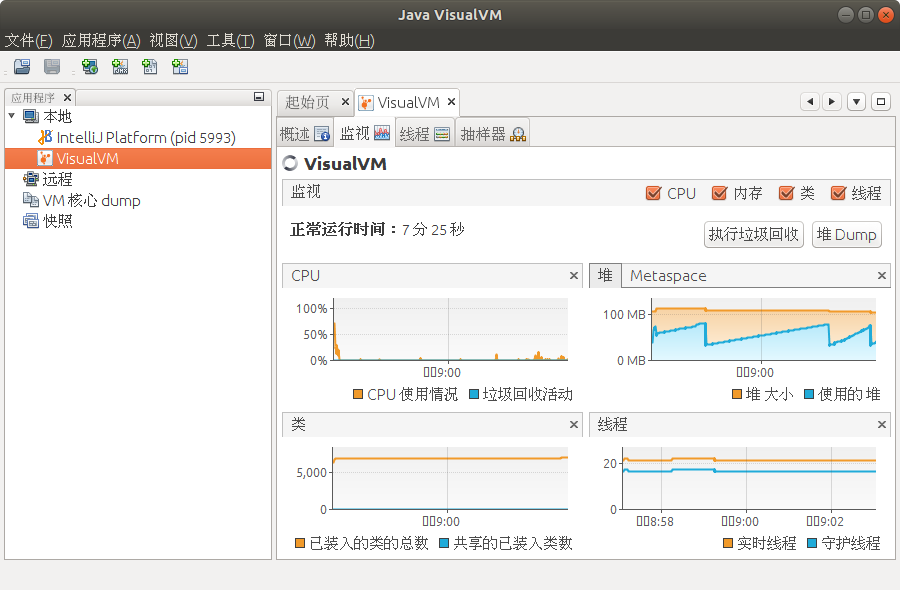 Java VisualVM
文件(F) 应用程序(A) 视图(V) 工具(T) 窗口(W) 帮助(H)
应用程序
本地
IntelliJ Platform (pid 5993)
VisualVM
远程
VM 核心 dump
快照
起始页 VisualVM
概述 监视 线程 抽样器
VisualVM
监视 CPU 内存 类 线程
正常运行时间：7 分 25 秒
执行垃圾回收 堆 Dump
CPU
100%
50%
0%
9:00
CPU 使用情况 垃圾回收活动
堆 Metaspace
100 MB
0 MB
9:00
堆 大小 使用的 堆
类
5,000
0
9:00
已装入的类的总数 共享的已装入类数
线程
20
0
8:58 9:00 9:02
实时线程 守护线程